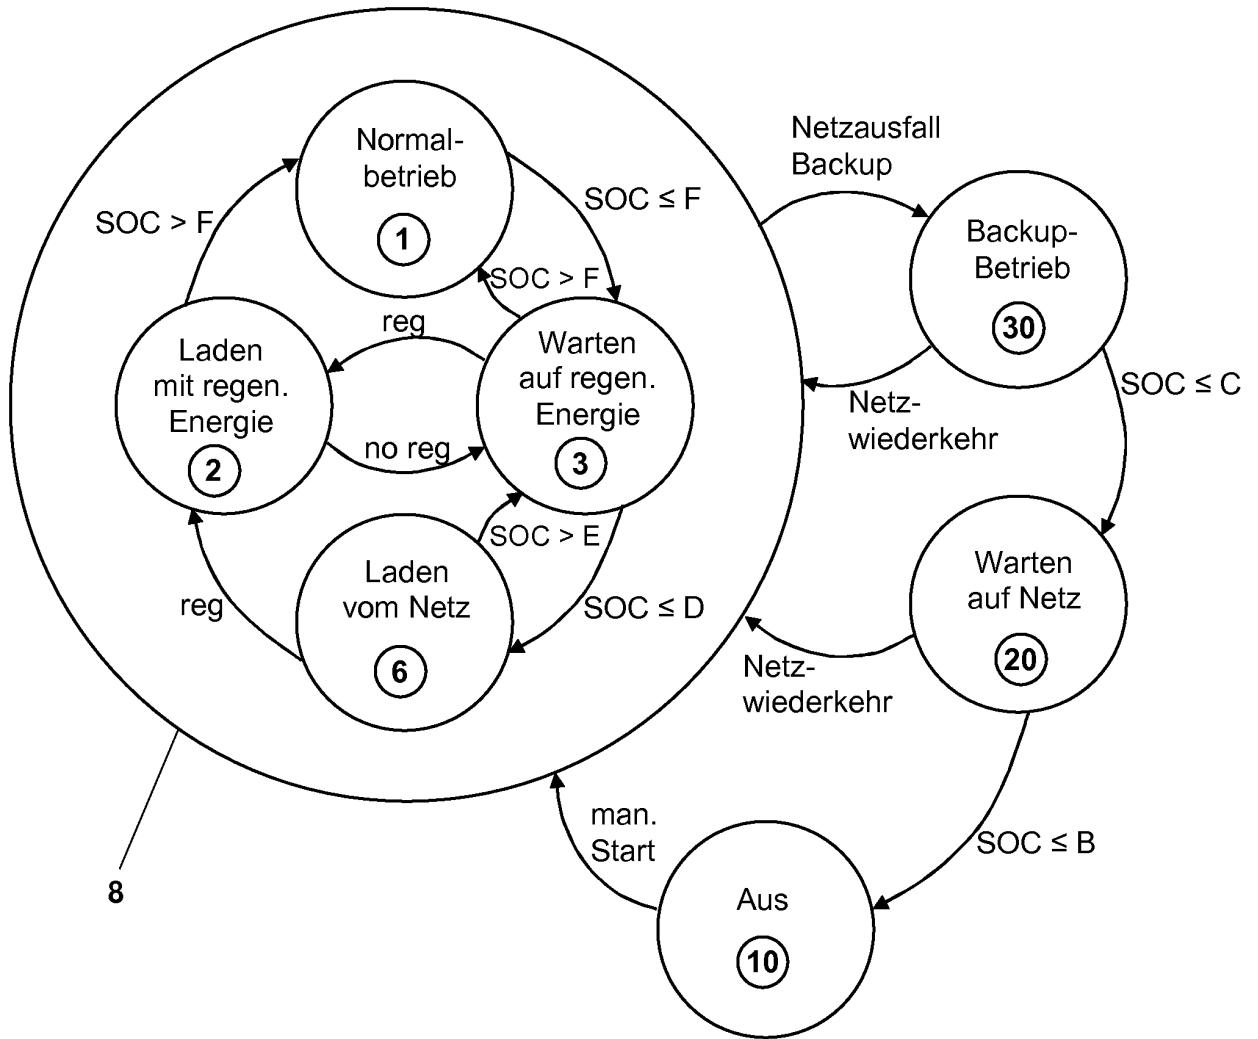 Normal-
betrieb
1
SOC > F
SOC ≤ F
SOC > F
reg
Laden
mit regen.
Energie
2
Warten
auf regen.
Energie
3
no reg
SOC > E
Laden
vom Netz
6
reg
SOC ≤ D
8
Netzausfall
Backup
Backup-
Betrieb
30
Netz-
wiederkehr
SOC ≤ C
Warten
auf Netz
20
Netz-
wiederkehr
man.
Start
SOC ≤ B
Aus
10